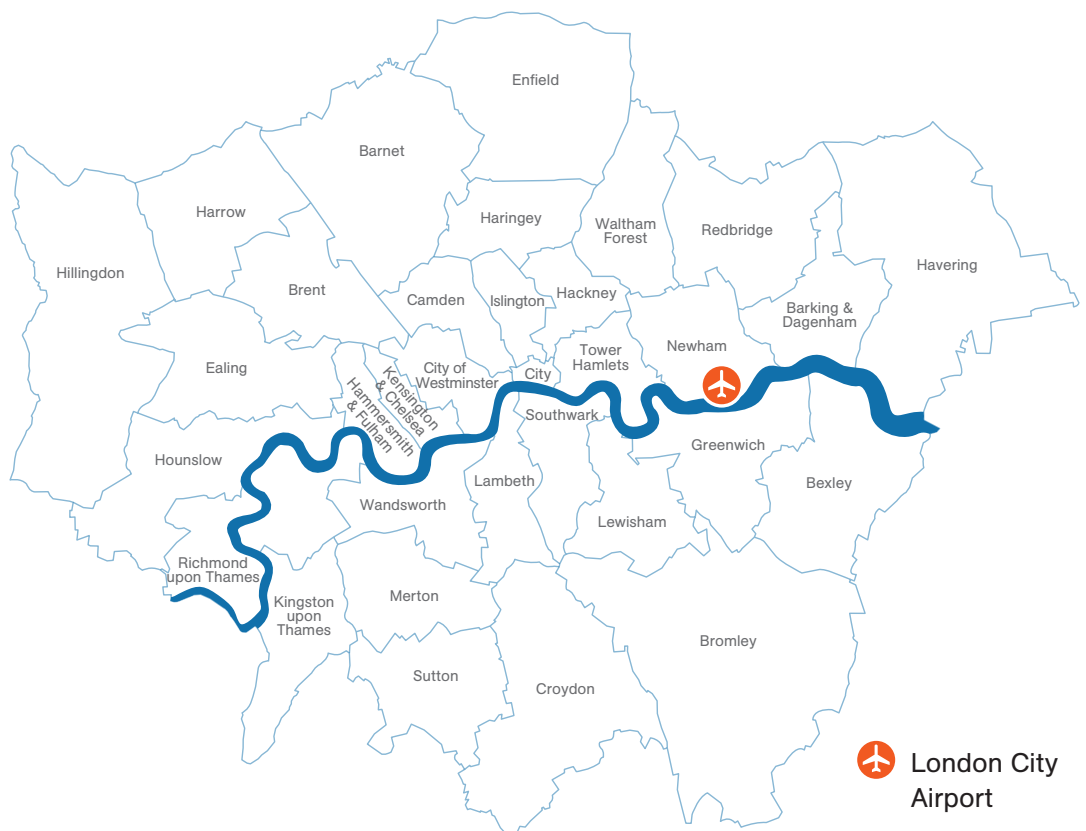 Enfield
Barnet
Harrow
Haringey
Waltham
Forest
Redbridge
Hillingdon
Havering
Brent
Camden
Islington
Hackney
Barking &
Dagenham
Ealing
City of
Westminster
City
Tower
Hamlets
Newham
Kensington
& Chelsea
Hammersmith
& Fulham
Southwark
Hounslow
Greenwich
Bexley
Wandsworth
Lambeth
Lewisham
Richmond
upon Thames
Kingston
upon
Thames
Merton
Bromley
Sutton
Croydon
London City
Airport